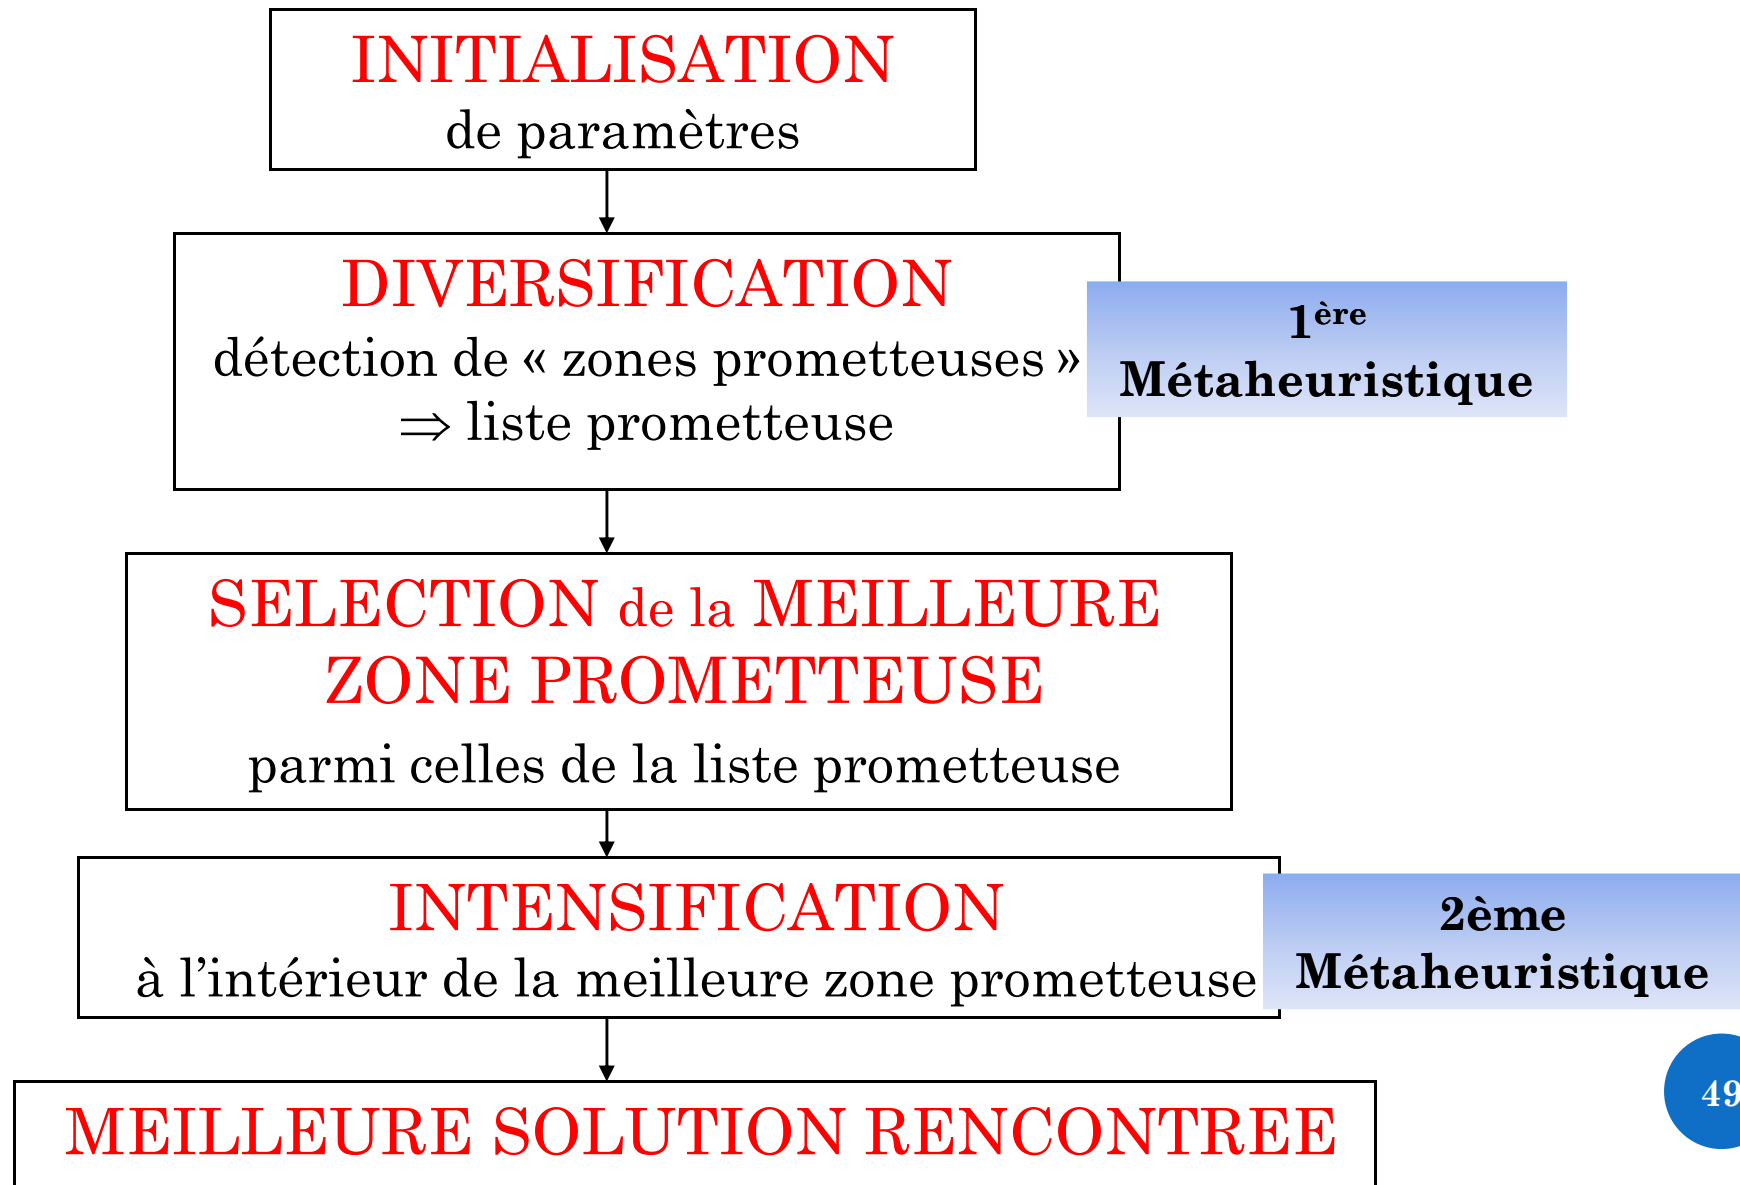 INITIALISATION
de paramètres
DIVERSIFICATION
détection de « zones prometteuses »
⇒ liste prometteuse
1ère
Métaheuristique
SELECTION de la MEILLEURE
ZONE PROMETTEUSE
parmi celles de la liste prometteuse
INTENSIFICATION
à l’intérieur de la meilleure zone prometteuse
2ème
Métaheuristique
MEILLEURE SOLUTION RENCONTREE
49